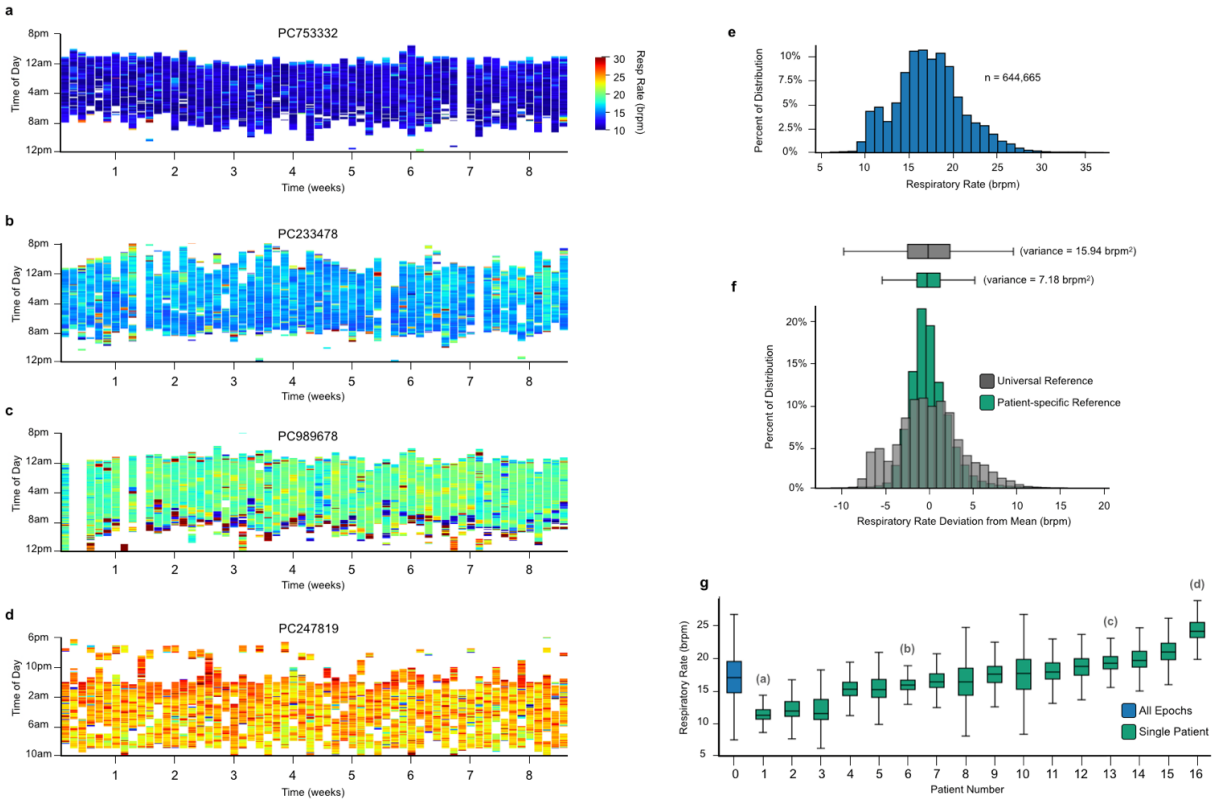 a
PC753332
8pm
12am
4am
8am
12pm
Time of Day
1 2 3 4 5 6 7 8
Time (weeks)
30
25
20
15
10
Resp Rate (brpm)
b
PC233478
8pm
12am
4am
8am
12pm
Time of Day
1 2 3 4 5 6 7 8
Time (weeks)
c
PC989678
8pm
12am
4am
8am
12pm
Time of Day
1 2 3 4 5 6 7 8
Time (weeks)
d
PC247819
6pm
10pm
2am
6am
10am
Time of Day
1 2 3 4 5 6 7 8
Time (weeks)
e
10%
7.5%
5%
2.5%
0%
Percent of Distribution
n = 644,665
5 10 15 20 25 30 35
Respiratory Rate (brpm)
(variance = 15.94 brpm²)
(variance = 7.18 brpm²)
f
20%
15%
10%
5%
0%
Percent of Distribution
Universal Reference
Patient-specific Reference
-10 -5 0 5 10 15 20
Respiratory Rate Deviation from Mean (brpm)
g
25
20
15
10
5
Respiratory Rate (brpm)
(a)
(b)
(c)
(d)
All Epochs
Single Patient
0 1 2 3 4 5 6 7 8 9 10 11 12 13 14 15 16
Patient Number